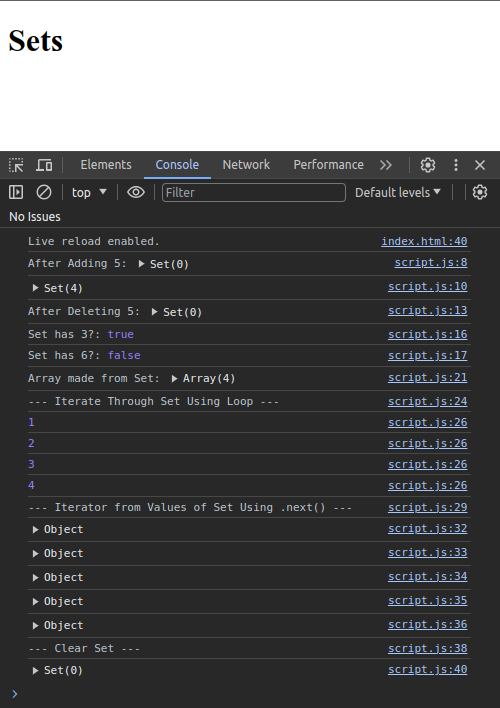 Sets
Elements Console Network Performance
top Filter Default levels
No Issues
Live reload enabled. index.html:40
After Adding 5: Set(0) script.js:8
Set(4) script.js:10
After Deleting 5: Set(0) script.js:13
Set has 3?: true script.js:16
Set has 6?: false script.js:17
Array made from Set: Array(4) script.js:21
--- Iterate Through Set Using Loop --- script.js:24
1 script.js:26
2 script.js:26
3 script.js:26
4 script.js:26
--- Iterator from Values of Set Using .next() --- script.js:29
Object script.js:32
Object script.js:33
Object script.js:34
Object script.js:35
Object script.js:36
--- Clear Set --- script.js:38
Set(0) script.js:40